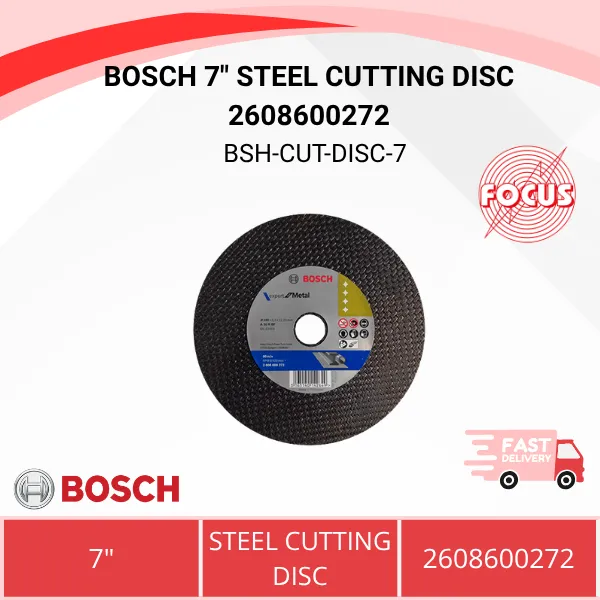 BOSCH 7" STEEL CUTTING DISC
2608600272
BSH-CUT-DISC-7
FOCUS
BOSCH
Expert for Metal
FAST
DELIVERY
BOSCH
7"
STEEL CUTTING
DISC
2608600272